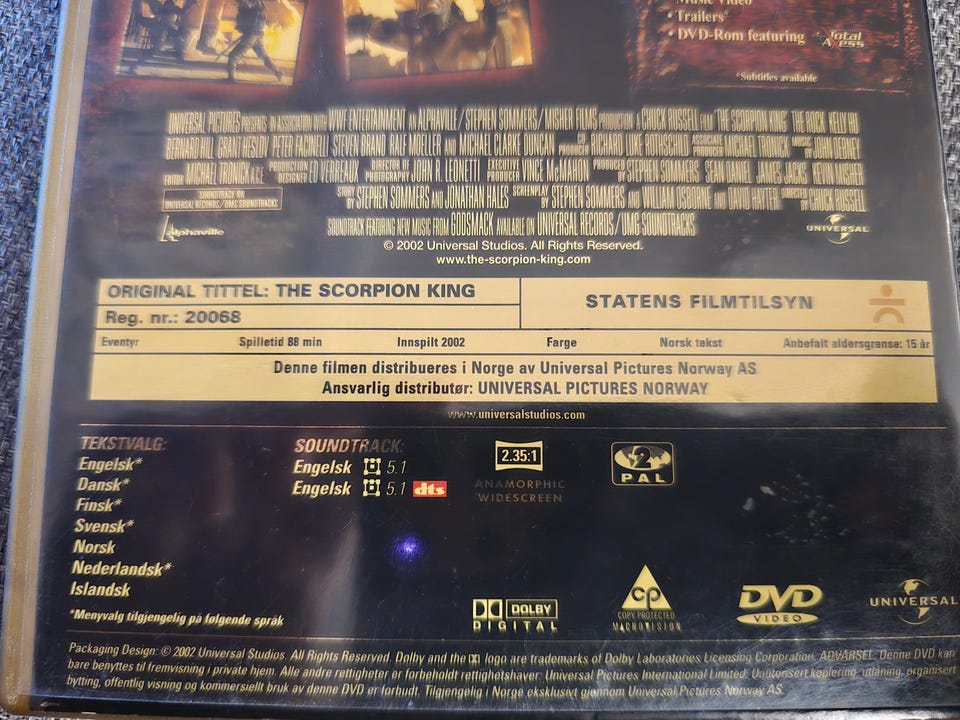 Music Video
• Trailers*
• DVD-Rom featuring Total Axess
*Subtitles available
UNIVERSAL PICTURES PRESENTS IN ASSOCIATION WITH WWF ENTERTAINMENT AN ALPHAVILLE/STEPHEN SOMMERS/MISHER FILMS PRODUCTION A CHUCK RUSSELL FILM "THE SCORPION KING" THE ROCK KELLY HU
BERNARD HILL GRANT HESLOV PETER FACINELLI STEVEN BRAND RALF MOELLER AND MICHAEL CLARKE DUNCAN CO PRODUCER RICHARD LUKE ROTHSCHILD MICHAEL TRONICK MUSIC BY JOHN DEBNEY
EDITOR MICHAEL TRONICK ACE PRODUCTION DESIGNER ED VERREAUX DIRECTOR OF PHOTOGRAPHY JOHN R. LEONETTI EXECUTIVE PRODUCER VINCE McMAHON PRODUCED BY STEPHEN SOMMERS SEAN DANIEL JAMES JACKS KEVIN MISHER
SOUNDTRACK ON UNIVERSAL RECORDS/UMG SOUNDTRACKS
STORY BY STEPHEN SOMMERS AND JONATHAN HALES SCREENPLAY BY STEPHEN SOMMERS AND WILLIAM OSBORNE AND DAVID HAYTER DIRECTED BY CHUCK RUSSELL
alphaville
SOUNDTRACK FEATURING NEW MUSIC FROM GODSMACK AVAILABLE ON UNIVERSAL RECORDS/UMG SOUNDTRACKS
UNIVERSAL
© 2002 Universal Studios. All Rights Reserved.
www.the-scorpion-king.com
ORIGINAL TITTEL: THE SCORPION KING
Reg. nr.: 20068
STATENS FILMTILSYN
Eventyr Spilletid 88 min Innspilt 2002 Farge Norsk tekst Anbefalt aldersgrense: 15 år
Denne filmen distribueres i Norge av Universal Pictures Norway AS
Ansvarlig distributør: UNIVERSAL PICTURES NORWAY
www.universalstudios.com
TEKSTVALG:
Engelsk*
Dansk*
Finsk*
Svensk*
Norsk
Nederlandsk*
Islandsk
*Menyvalg tilgjengelig på følgende språk
SOUNDTRACK:
Engelsk 5.1
Engelsk 5.1 dts
2.35:1
ANAMORPHIC
WIDESCREEN
2
PAL
DOLBY
DIGITAL
CP
COPY PROTECTED
MACROVISION
DVD
VIDEO
UNIVERSAL
Packaging Design: © 2002 Universal Studios. All Rights Reserved. Dolby and the logo are trademarks of Dolby Laboratories Licensing Corporation. ADVARSEL: Denne DVD kan
bare benyttes til fremvisning i private hjem. Alle andre rettigheter er forbeholdt rettighetshaver: Universal Pictures International Limited. Uautorisert kopiering, utlåning, organisert
bytting, offentlig visning og kommersiellt bruk av denne DVD er forbudt. Tilgjengelig i Norge eksklusivt gjennom Universal Pictures Norway AS.